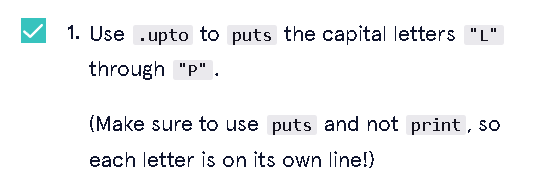 1. Use .upto to puts the capital letters "L"
through "P".
(Make sure to use puts and not print, so
each letter is on its own line!)